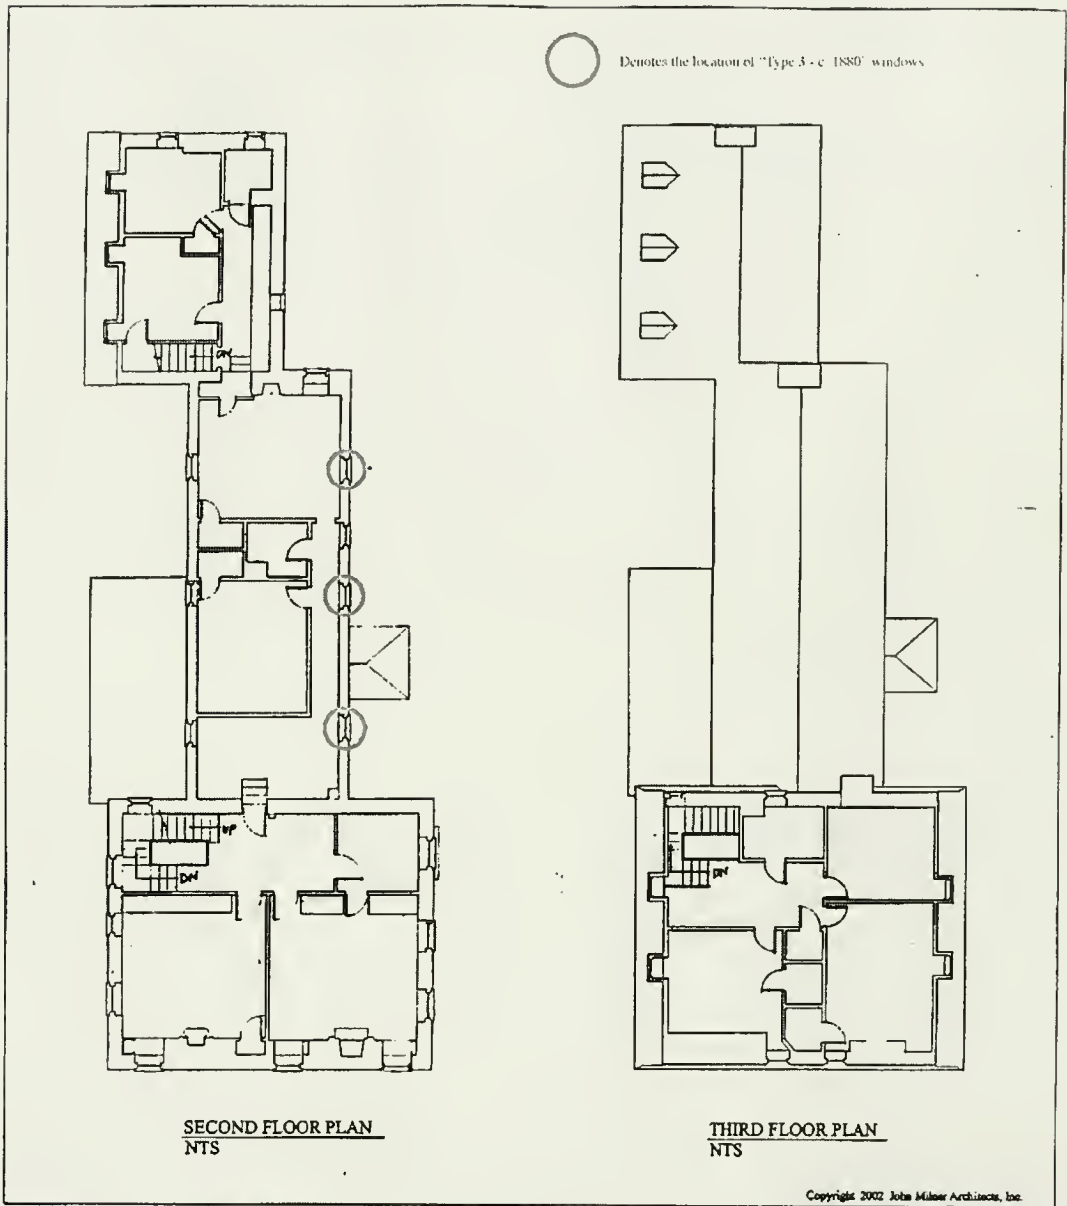 Denotes the location of "Type 3 - c. 1880" windows
DN
UP
DN
DN
SECOND FLOOR PLAN
NTS
THIRD FLOOR PLAN
NTS
Copyright 2002 John Milner Architects, Inc.